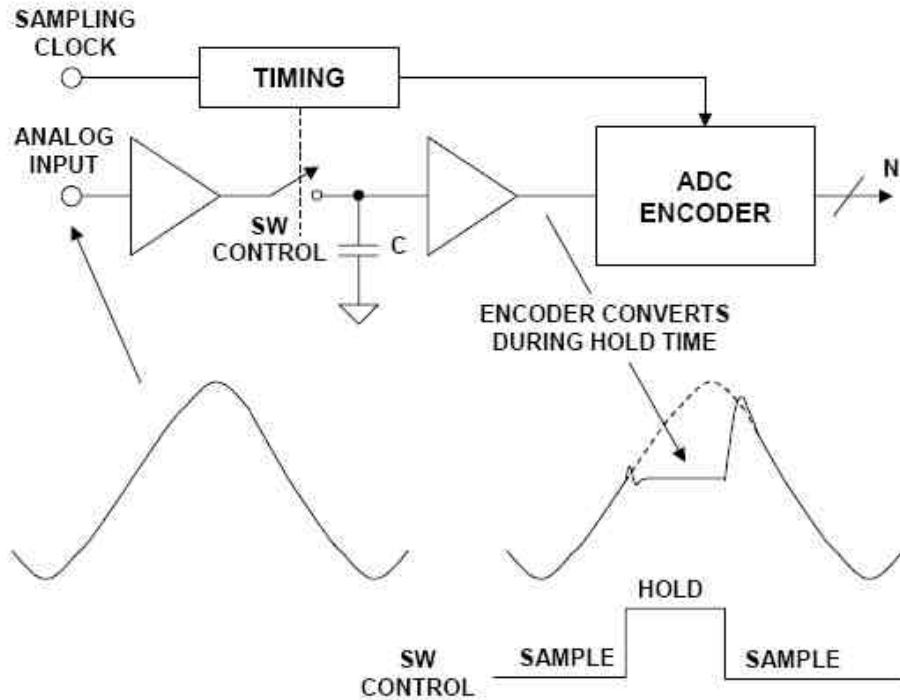 SAMPLING
CLOCK
TIMING
ANALOG
INPUT
SW
CONTROL
C
ADC
ENCODER
N
ENCODER CONVERTS
DURING HOLD TIME
HOLD
SW
CONTROL
SAMPLE
SAMPLE